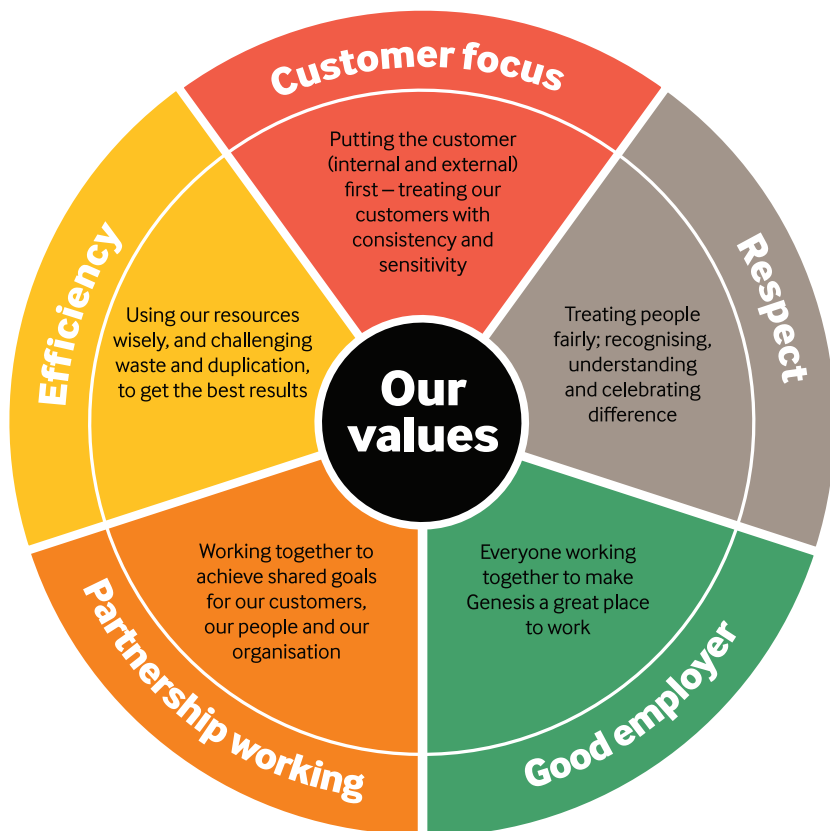 Customer focus
Putting the customer
(internal and external)
first – treating our
customers with
consistency and
sensitivity
Respect
Treating people
fairly; recognising,
understanding
and celebrating
difference
Good employer
Everyone working
together to make
Genesis a great place
to work
Partnership working
Working together to
achieve shared goals
for our customers,
our people and our
organisation
Efficiency
Using our resources
wisely, and challenging
waste and duplication,
to get the best results
Our
values